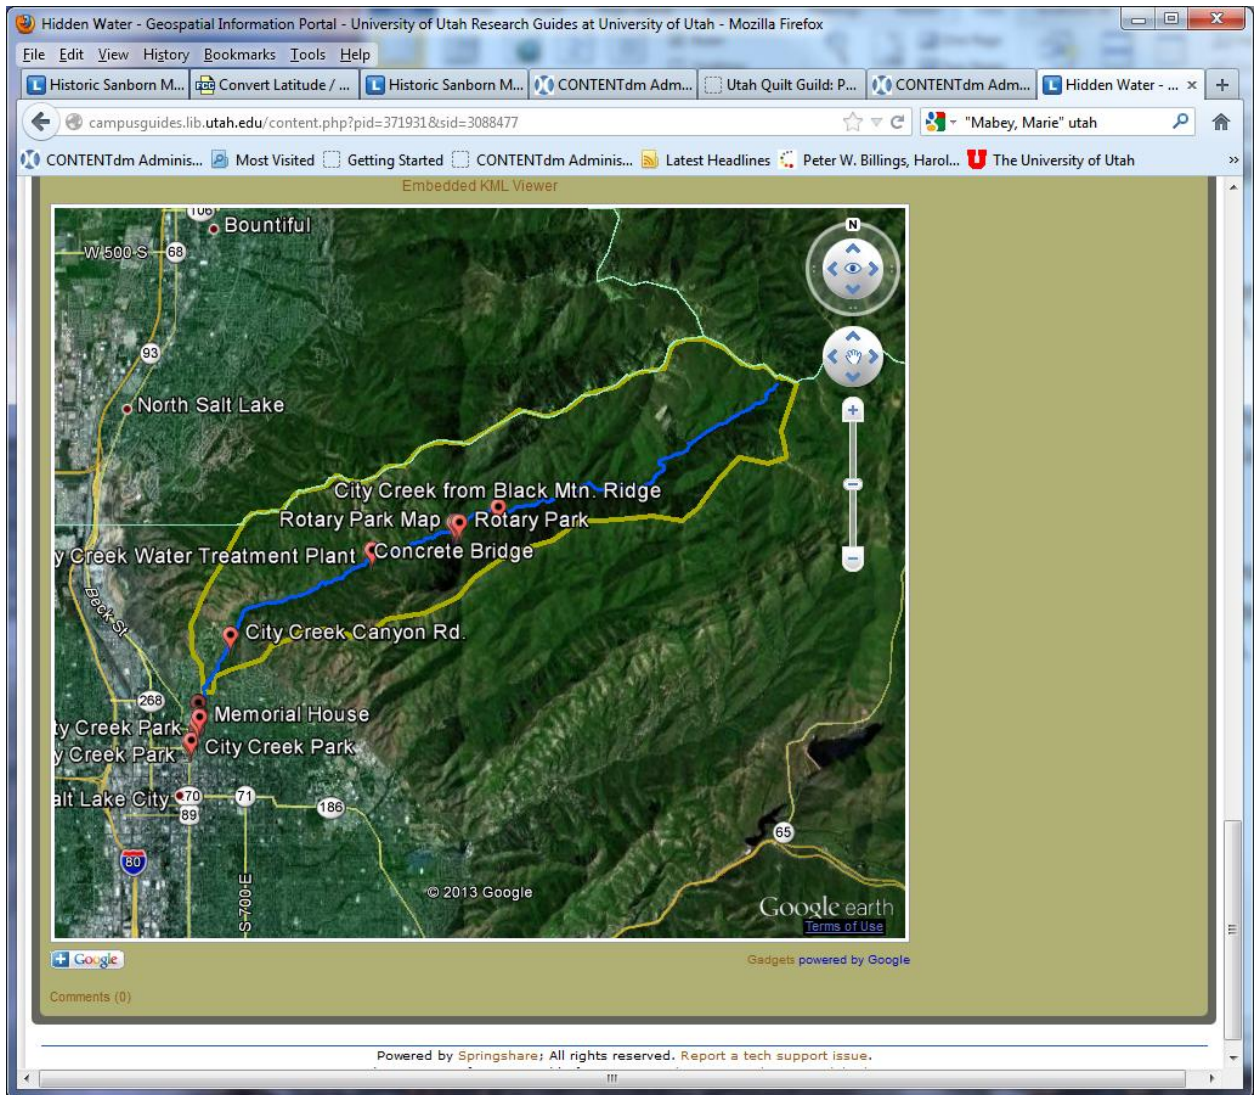 Hidden Water - Geospatial Information Portal - University of Utah Research Guides at University of Utah - Mozilla Firefox
File Edit View History Bookmarks Tools Help
Historic Sanborn M... Convert Latitude / ... Historic Sanborn M... CONTENTdm Adm... Utah Quilt Guild: P... CONTENTdm Adm... Hidden Water - ... × +
campusguides.lib.utah.edu/content.php?pid=371931&sid=3088477 "Mabey, Marie" utah
CONTENTdm Adminis... Most Visited Getting Started CONTENTdm Adminis... Latest Headlines Peter W. Billings, Harol... The University of Utah »
Embedded KML Viewer
106
Bountiful
N
W 500 S
68
93
North Salt Lake
City Creek from Black Mtn. Ridge
Rotary Park Map
Rotary Park
y Creek Water Treatment Plant
Concrete Bridge
Beck St
City Creek Canyon Rd.
268
Memorial House
ty Creek Park
y Creek Park
City Creek Park
alt Lake City
270
71
186
89
65
80
S 700 E
© 2013 Google
Google earth
Terms of Use
+ Google
Gadgets powered by Google
Comments (0)
Powered by Springshare; All rights reserved. Report a tech support issue.